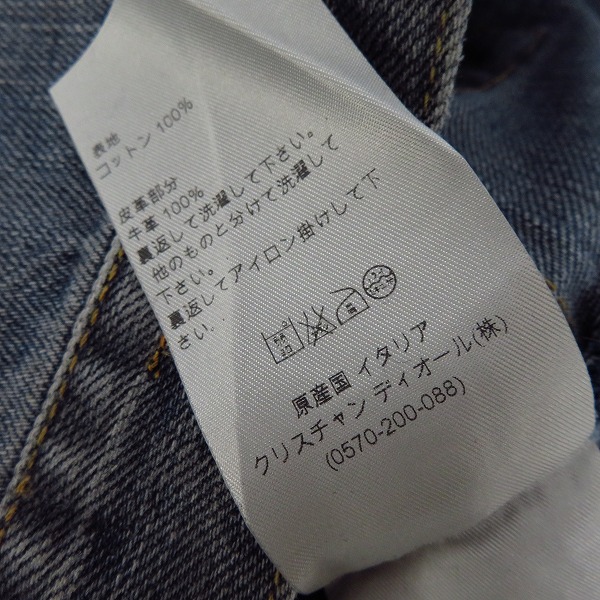 表地
コットン 100%
皮革部分
牛革 100%
裏返して洗濯して下さい。
他のものと分けて洗濯して
下さい。
裏返してアイロン掛けして下
さい.
原産国 イタリア
クリスチャン ディオール(株)
(0570-200-088)